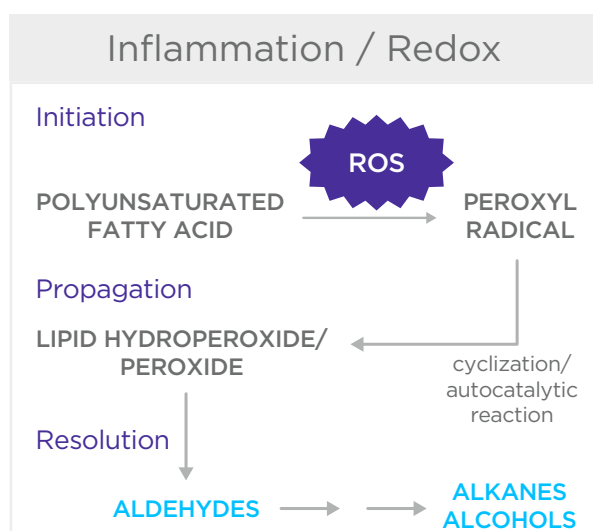 Inflammation / Redox
Initiation
ROS
POLYUNSATURATED
FATTY ACID
PEROXYL
RADICAL
Propagation
LIPID HYDROPEROXIDE/
PEROXIDE
cyclization/
autocatalytic
reaction
Resolution
ALDEHYDES
ALKANES
ALCOHOLS